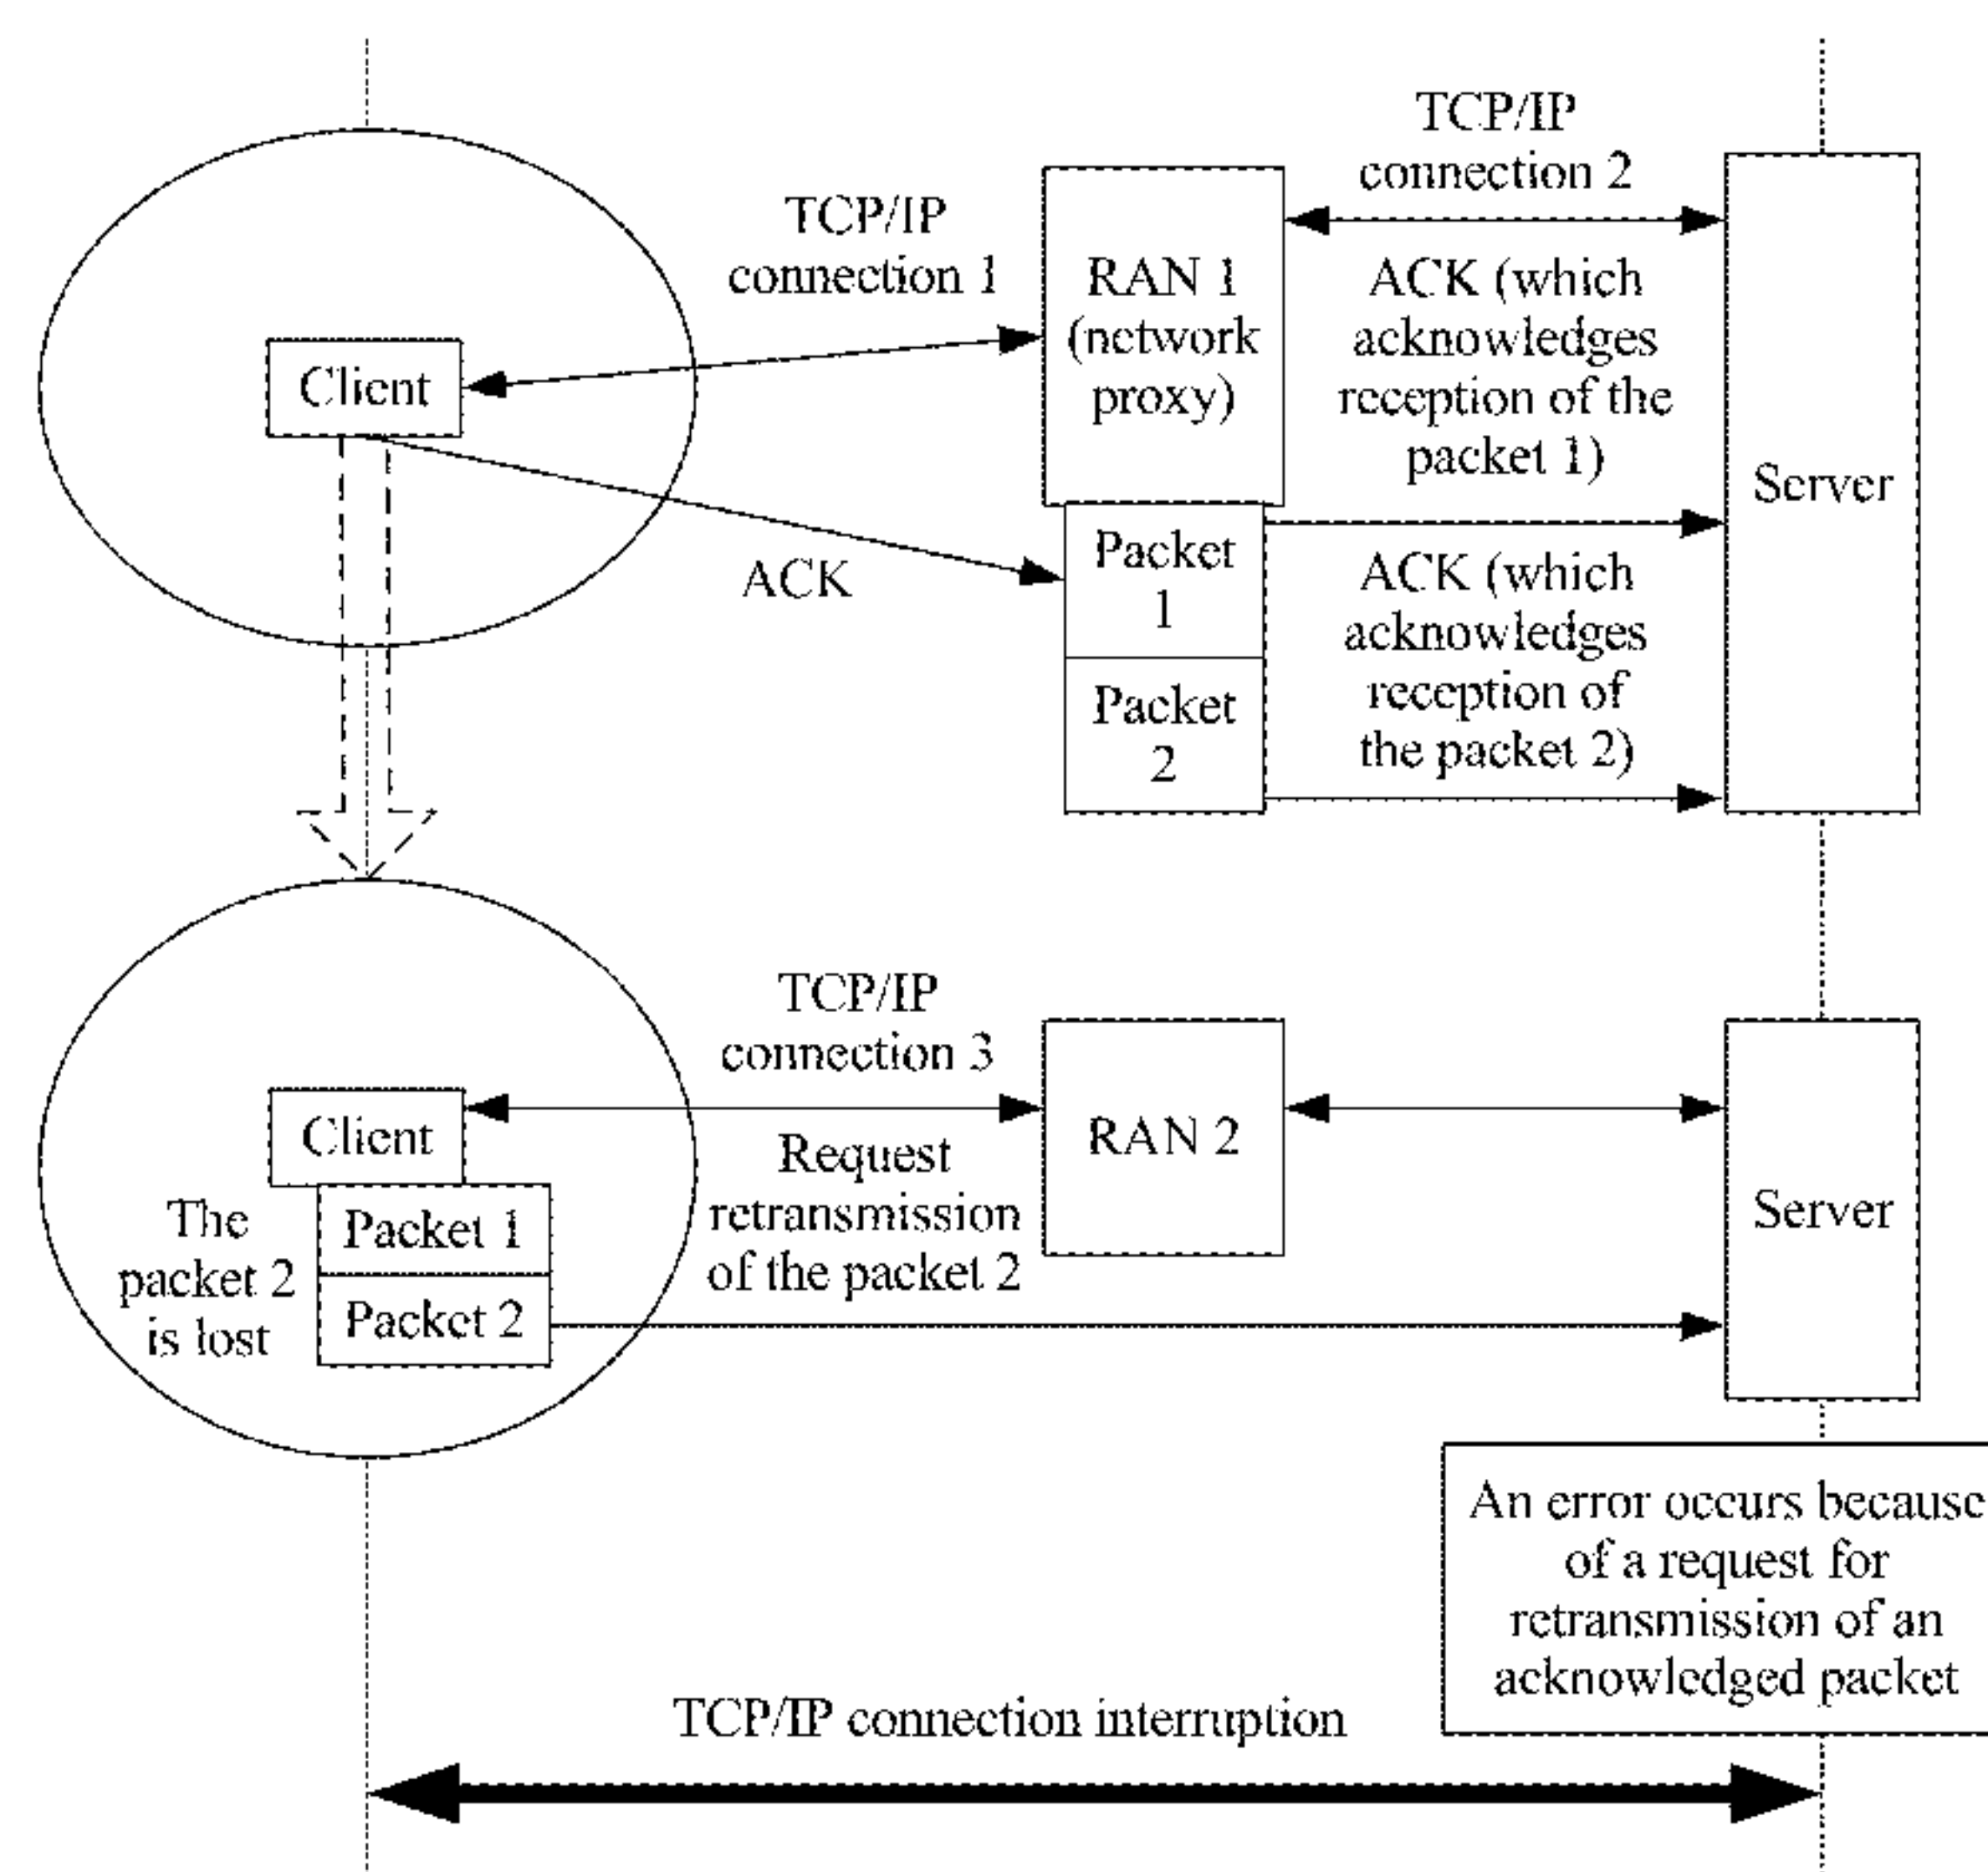 TCP/IP
connection 2
TCP/IP
connection 1
RAN 1
(network
proxy)
ACK (which
acknowledges
reception of the
packet 1)
Client
Server
ACK
Packet
1
ACK (which
acknowledges
reception of
the packet 2)
Packet
2
TCP/IP
connection 3
Client
RAN 2
Server
Request
retransmission
of the packet 2
The
packet 2
is lost
Packet 1
Packet 2
An error occurs because
of a request for
retransmission of an
acknowledged packet
TCP/IP connection interruption